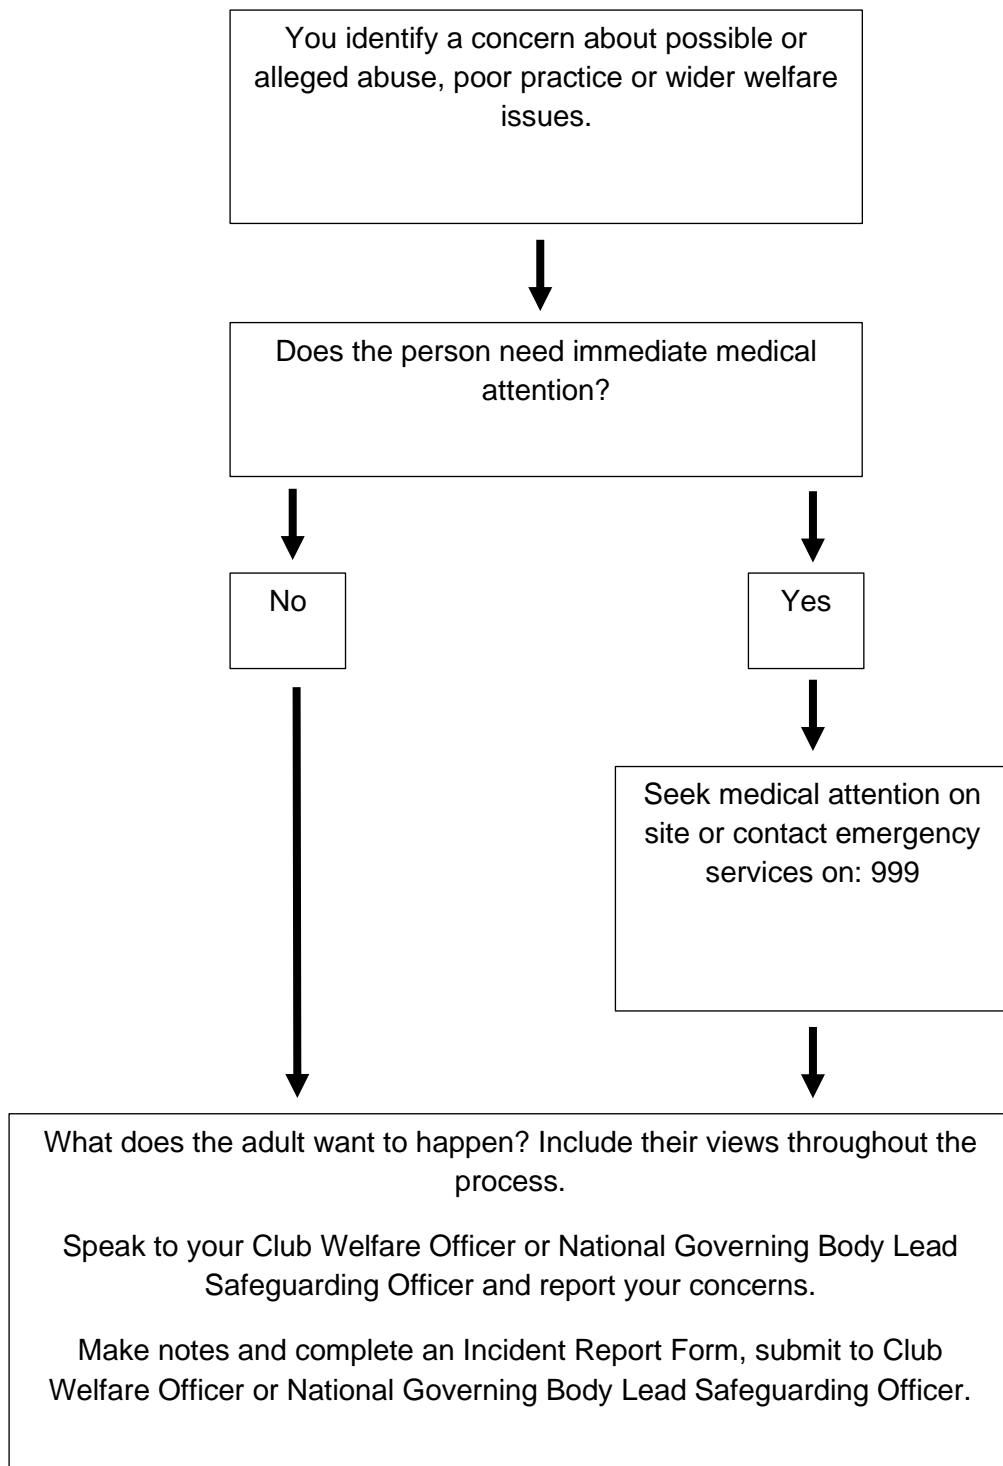 You identify a concern about possible or
alleged abuse, poor practice or wider welfare
issues.
Does the person need immediate medical
attention?
No
Yes
Seek medical attention on
site or contact emergency
services on: 999
What does the adult want to happen? Include their views throughout the
process.
Speak to your Club Welfare Officer or National Governing Body Lead
Safeguarding Officer and report your concerns.
Make notes and complete an Incident Report Form, submit to Club
Welfare Officer or National Governing Body Lead Safeguarding Officer.